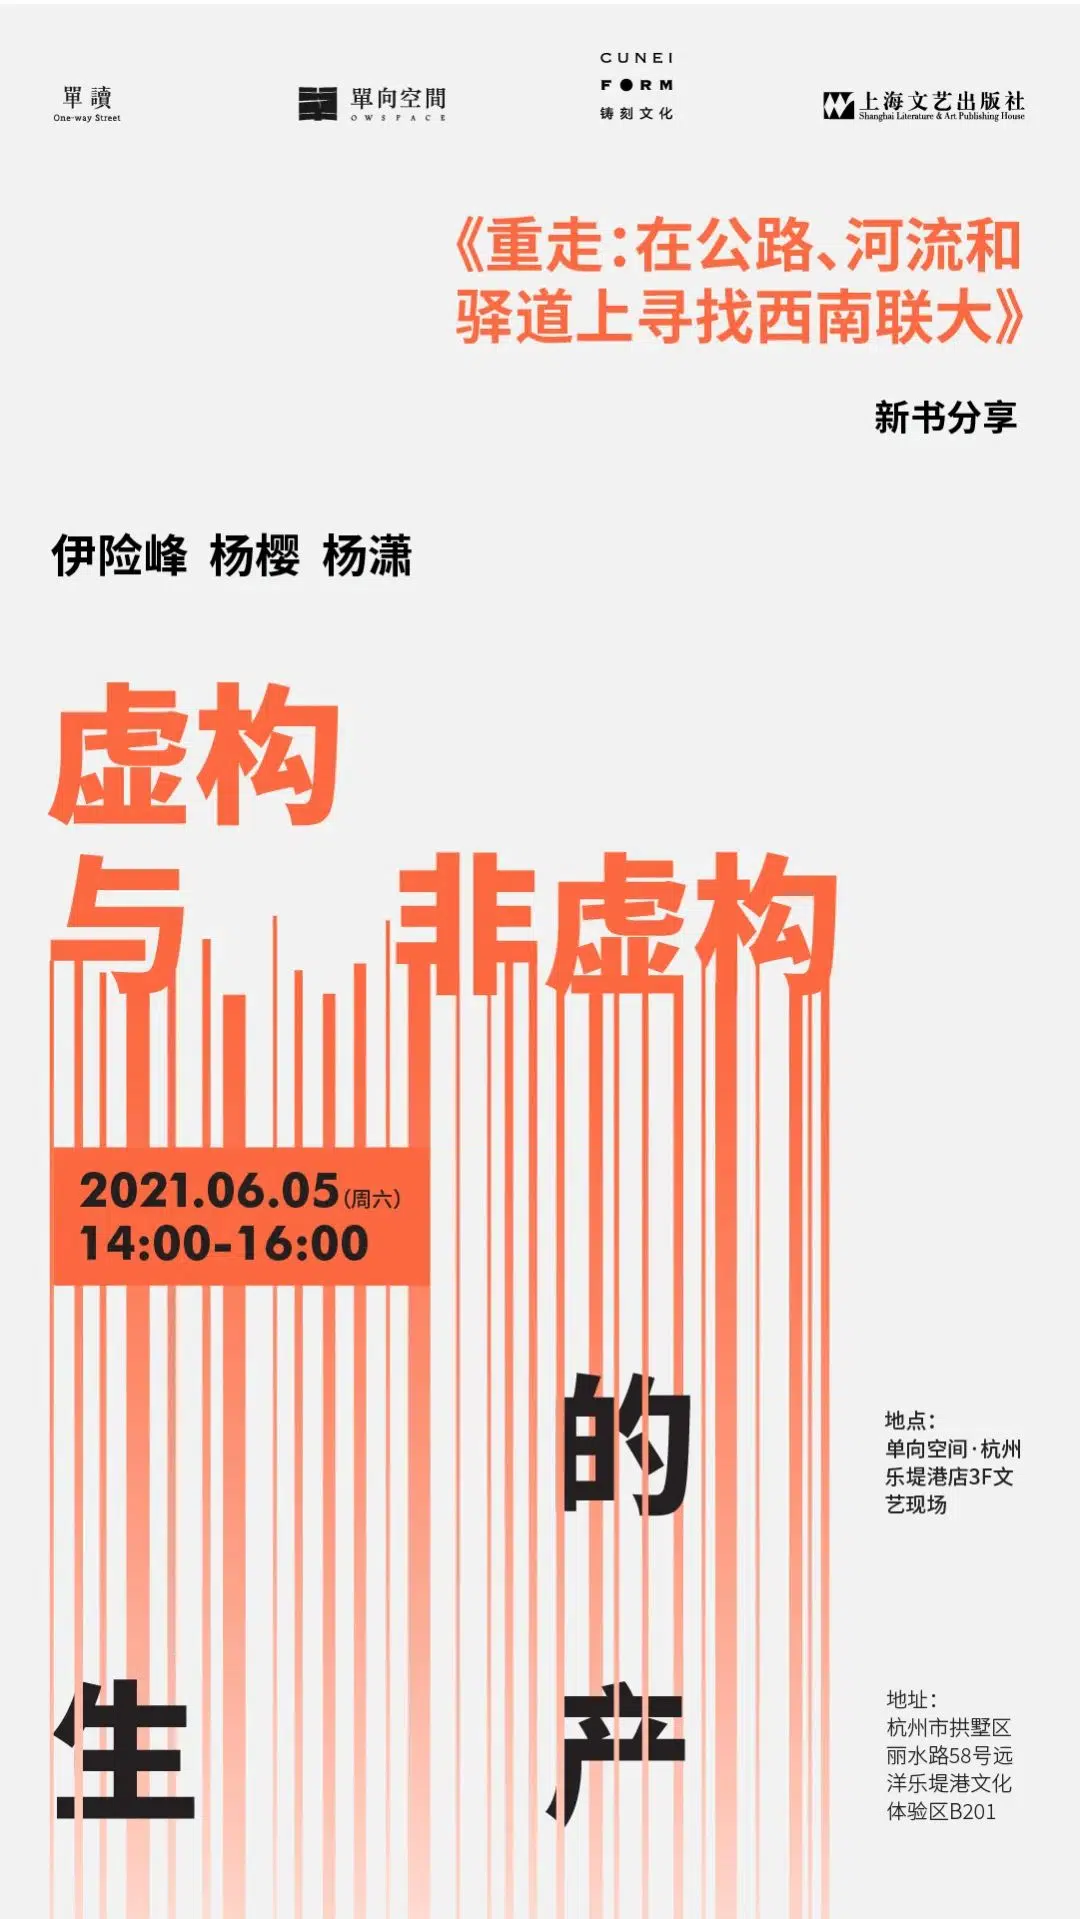 單讀
One-way Street
單向空間
OWSPACE
CUNEI
FORM
铸刻文化
上海文艺出版社
Shanghai Literature & Art Publishing House
《重走：在公路、河流和
驿道上寻找西南联大》
新书分享
伊险峰 杨樱 杨潇
虚构
与 非虚构
2021.06.05(周六)
14:00-16:00
的
生 产
地点：
单向空间·杭州
乐堤港店3F文
艺现场
地址：
杭州市拱墅区
丽水路58号远
洋乐堤港文化
体验区B201